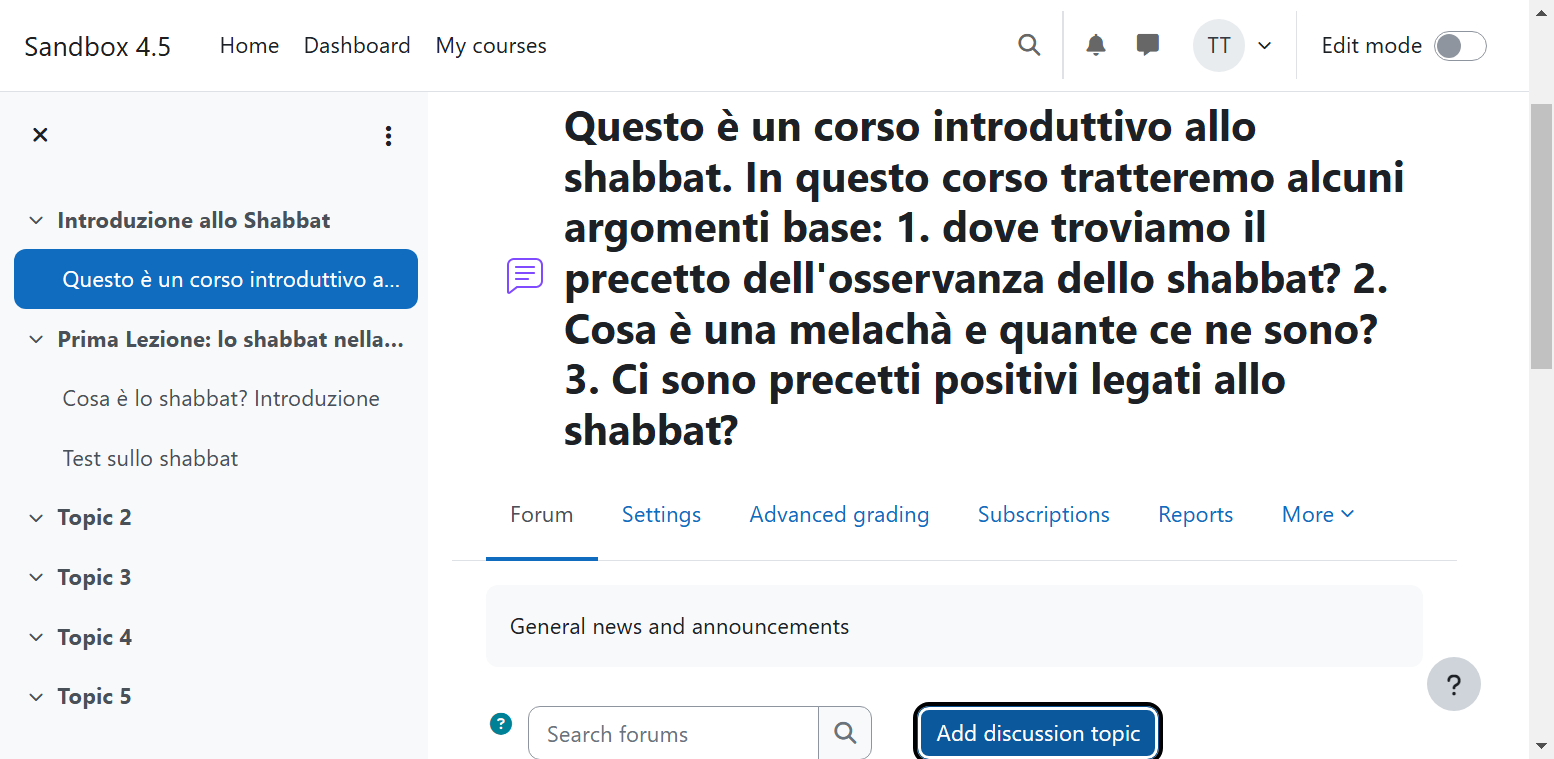 Sandbox 4.5 Home Dashboard My courses TT Edit mode
Introduzione allo Shabbat
Questo è un corso introduttivo a...
Prima Lezione: lo shabbat nella...
Cosa è lo shabbat? Introduzione
Test sullo shabbat
Topic 2
Topic 3
Topic 4
Topic 5
Questo è un corso introduttivo allo
shabbat. In questo corso tratteremo alcuni
argomenti base: 1. dove troviamo il
precetto dell'osservanza dello shabbat? 2.
Cosa è una melachà e quante ce ne sono?
3. Ci sono precetti positivi legati allo
shabbat?
Forum Settings Advanced grading Subscriptions Reports More
General news and announcements
?
? Search forums Add discussion topic